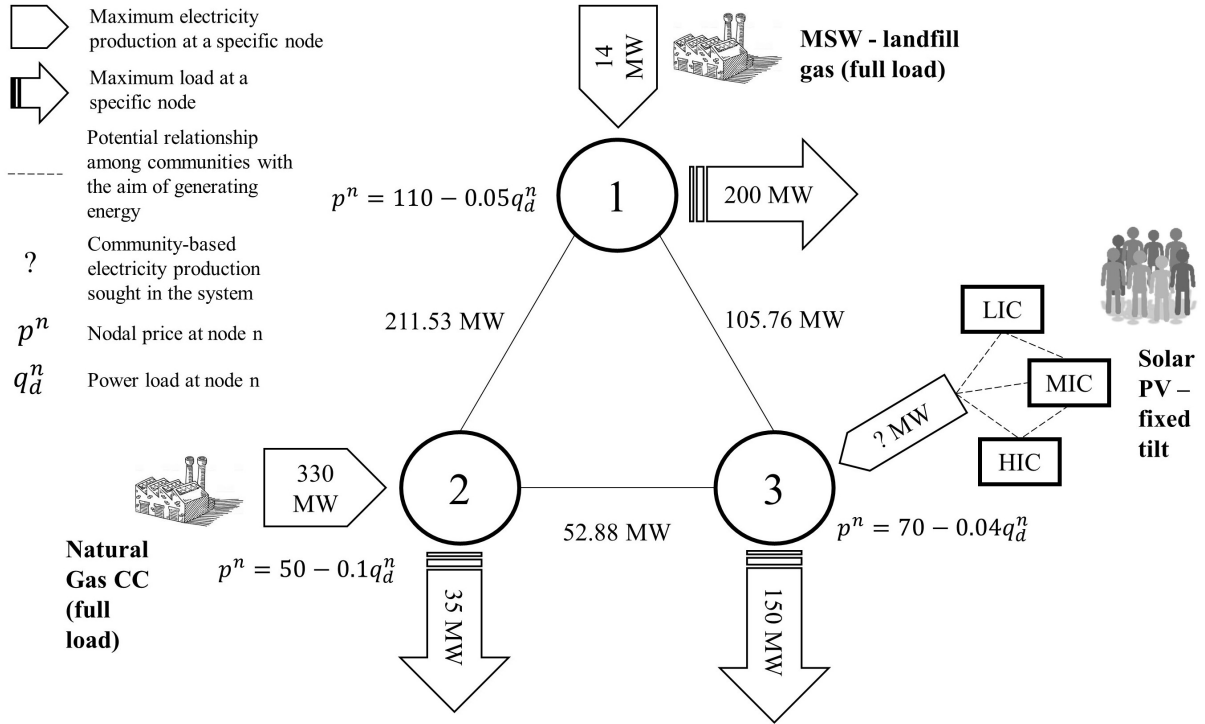 Maximum electricity
production at a specific node
Maximum load at a
specific node
Potential relationship
among communities with
the aim of generating
energy
?
Community-based
electricity production
sought in the system
pⁿ
Nodal price at node n
q_d^n
Power load at node n
14
MW
MSW - landfill
gas (full load)
pⁿ = 110 − 0.05q_d^n
1
200 MW
211.53 MW
105.76 MW
LIC
MIC
HIC
Solar
PV –
fixed
tilt
? MW
330
MW
2
3
52.88 MW
pⁿ = 70 − 0.04q_d^n
Natural
Gas CC
(full
load)
pⁿ = 50 − 0.1q_d^n
35 MW
150 MW